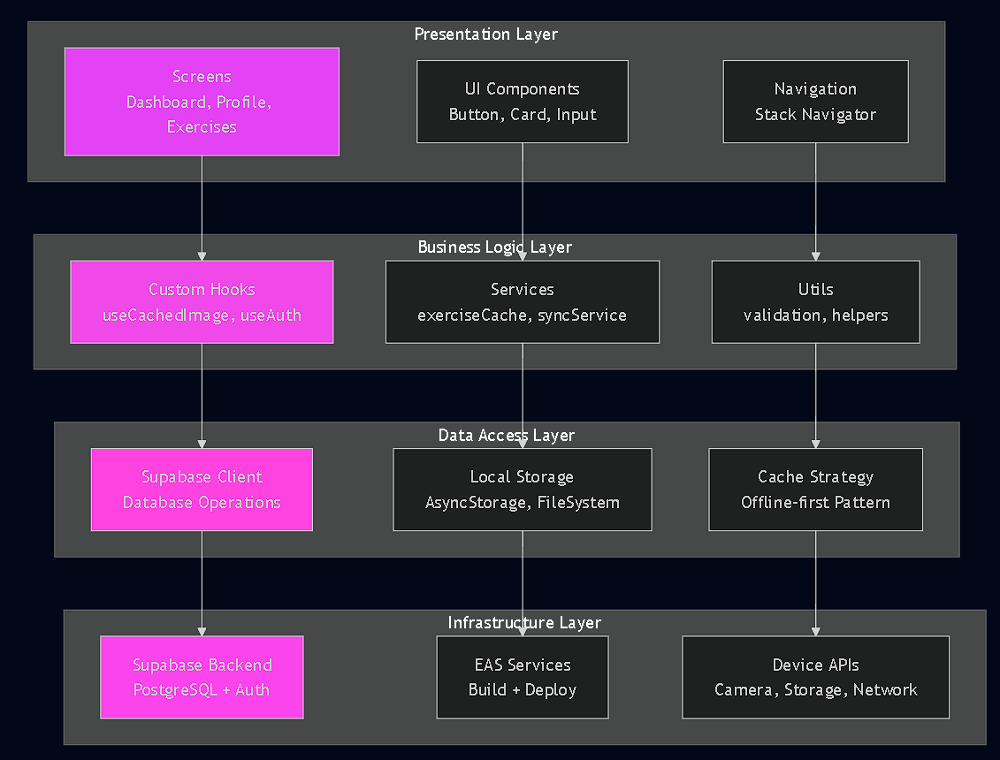 Presentation Layer
Screens
Dashboard, Profile,
Exercises
UI Components
Button, Card, Input
Navigation
Stack Navigator
Business Logic Layer
Custom Hooks
useCachedImage, useAuth
Services
exerciseCache, syncService
Utils
validation, helpers
Data Access Layer
Supabase Client
Database Operations
Local Storage
AsyncStorage, FileSystem
Cache Strategy
Offline-first Pattern
Infrastructure Layer
Supabase Backend
PostgreSQL + Auth
EAS Services
Build + Deploy
Device APIs
Camera, Storage, Network